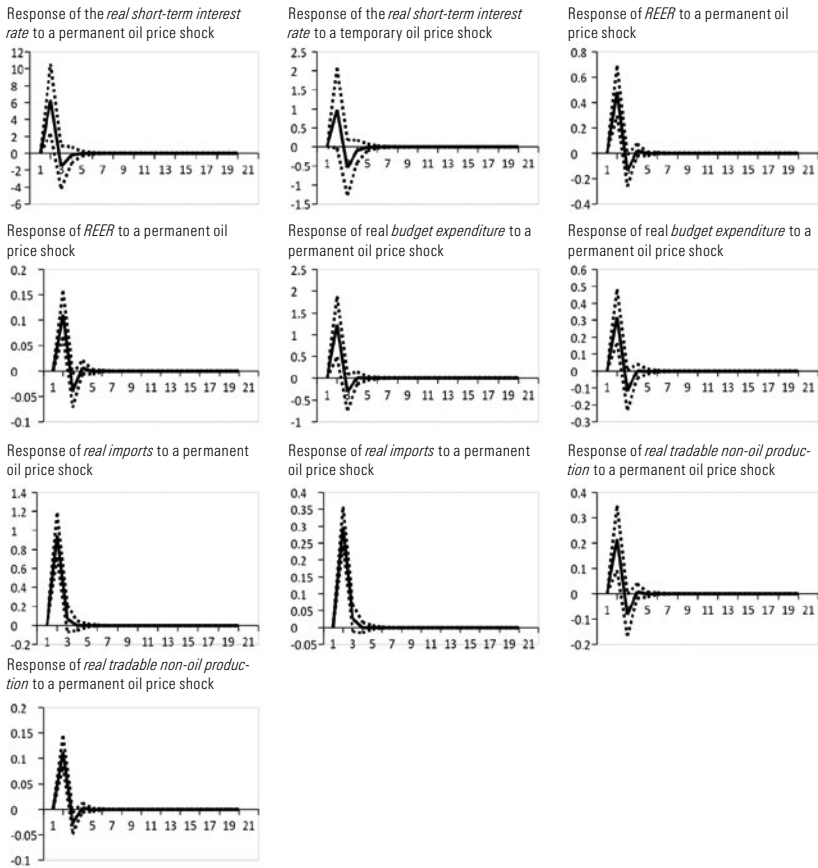 Response of the real short-term interest
rate to a permanent oil price shock
12
10
8
6
4
2
0
-2
-4
-6
1 3 5 7 9 11 13 15 17 19 21
Response of the real short-term interest
rate to a temporary oil price shock
2.5
2
1.5
1
0.5
0
-0.5
-1
-1.5
1 3 5 7 9 11 13 15 17 19 21
Response of REER to a permanent oil
price shock
0.8
0.6
0.4
0.2
0
-0.2
-0.4
1 3 5 7 9 11 13 15 17 19 21
Response of REER to a permanent oil
price shock
0.2
0.15
0.1
0.05
0
-0.05
-0.1
1 3 5 7 9 11 13 15 17 19 21
Response of real budget expenditure to a
permanent oil price shock
2.5
2
1.5
1
0.5
0
-0.5
-1
1 3 5 7 9 11 13 15 17 19 21
Response of real budget expenditure to a
permanent oil price shock
0.6
0.5
0.4
0.3
0.2
0.1
0
-0.1
-0.2
-0.3
1 3 5 7 9 11 13 15 17 19 21
Response of real imports to a permanent
oil price shock
1.4
1.2
1
0.8
0.6
0.4
0.2
0
-0.2
1 3 5 7 9 11 13 15 17 19 21
Response of real imports to a permanent
oil price shock
0.4
0.35
0.3
0.25
0.2
0.15
0.1
0.05
0
-0.05
1 3 5 7 9 11 13 15 17 19 21
Response of real tradable non-oil produc-
tion to a permanent oil price shock
0.4
0.3
0.2
0.1
0
-0.1
-0.2
1 3 5 7 9 11 13 15 17 19 21
Response of real tradable non-oil produc-
tion to a permanent oil price shock
0.2
0.15
0.1
0.05
0
-0.05
-0.1
1 3 5 7 9 11 13 15 17 19 21